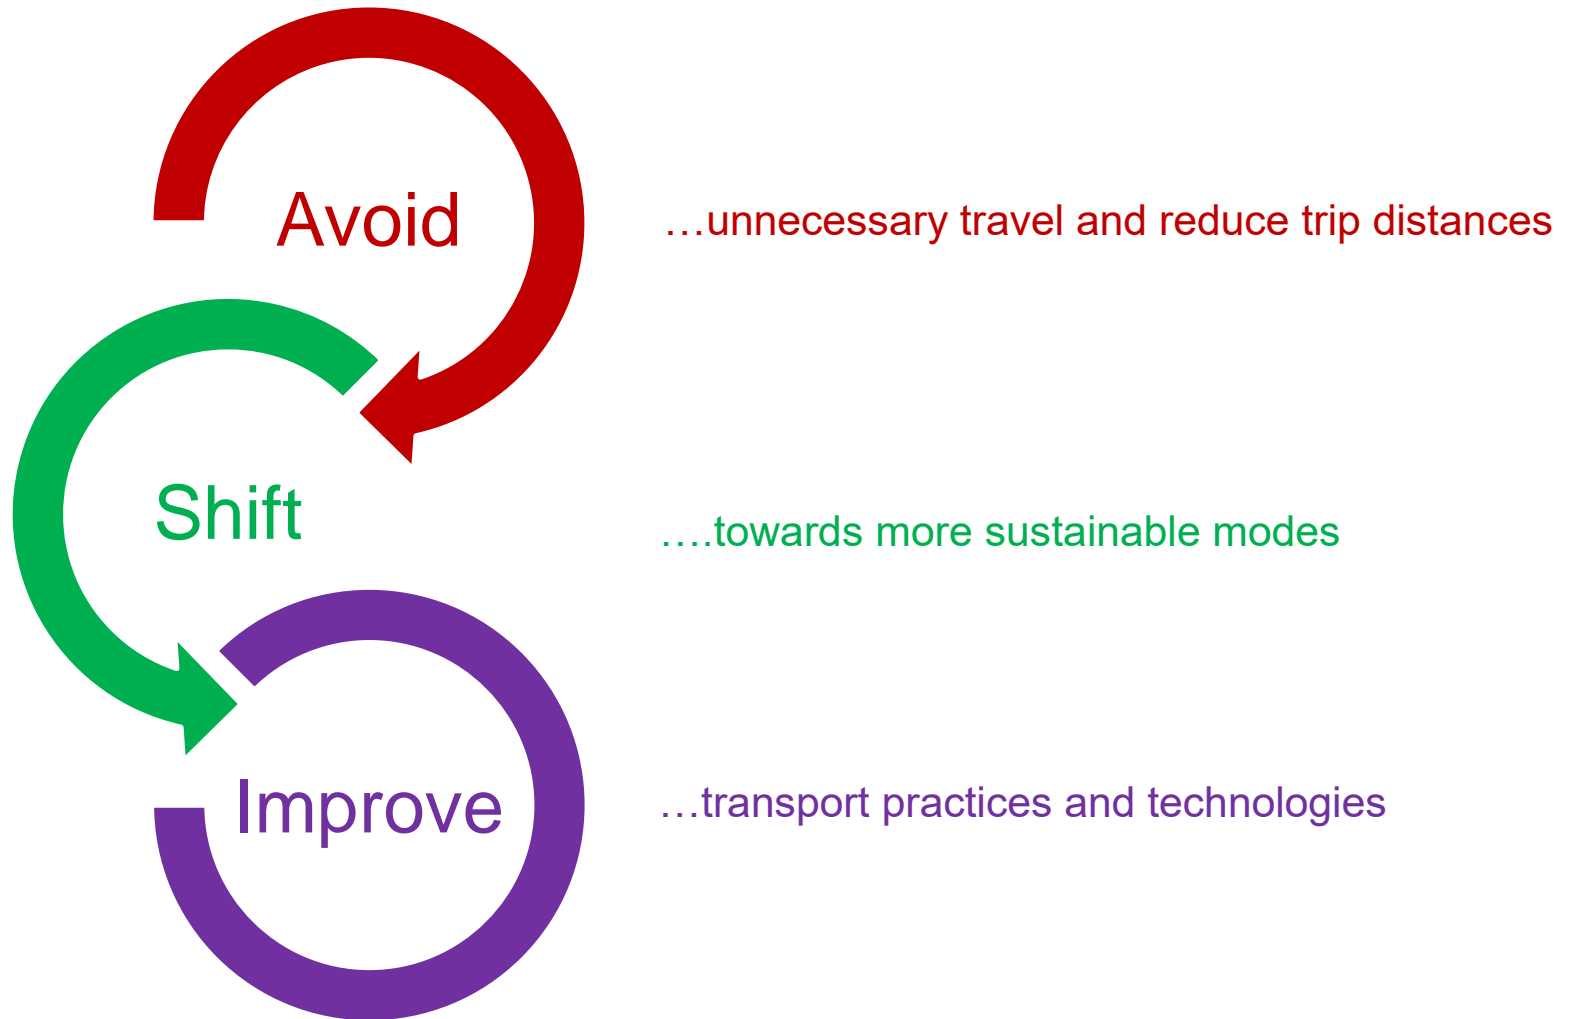 Avoid
…unnecessary travel and reduce trip distances
Shift
….towards more sustainable modes
Improve
…transport practices and technologies